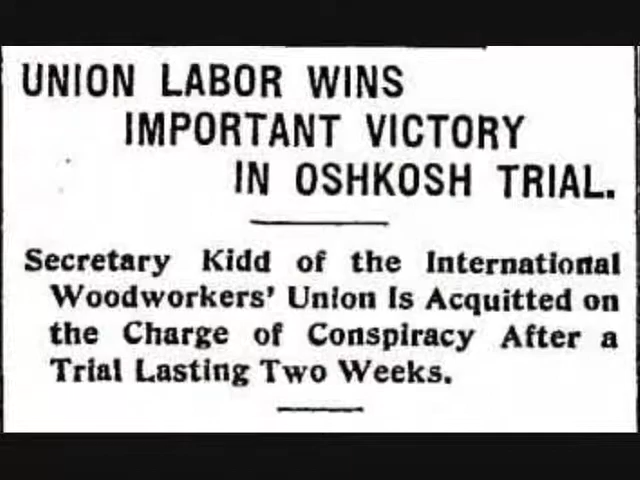 UNION LABOR WINS
IMPORTANT VICTORY
IN OSHKOSH TRIAL.
Secretary Kidd of the International
Woodworkers' Union Is Acquitted on
the Charge of Conspiracy After a
Trial Lasting Two Weeks.